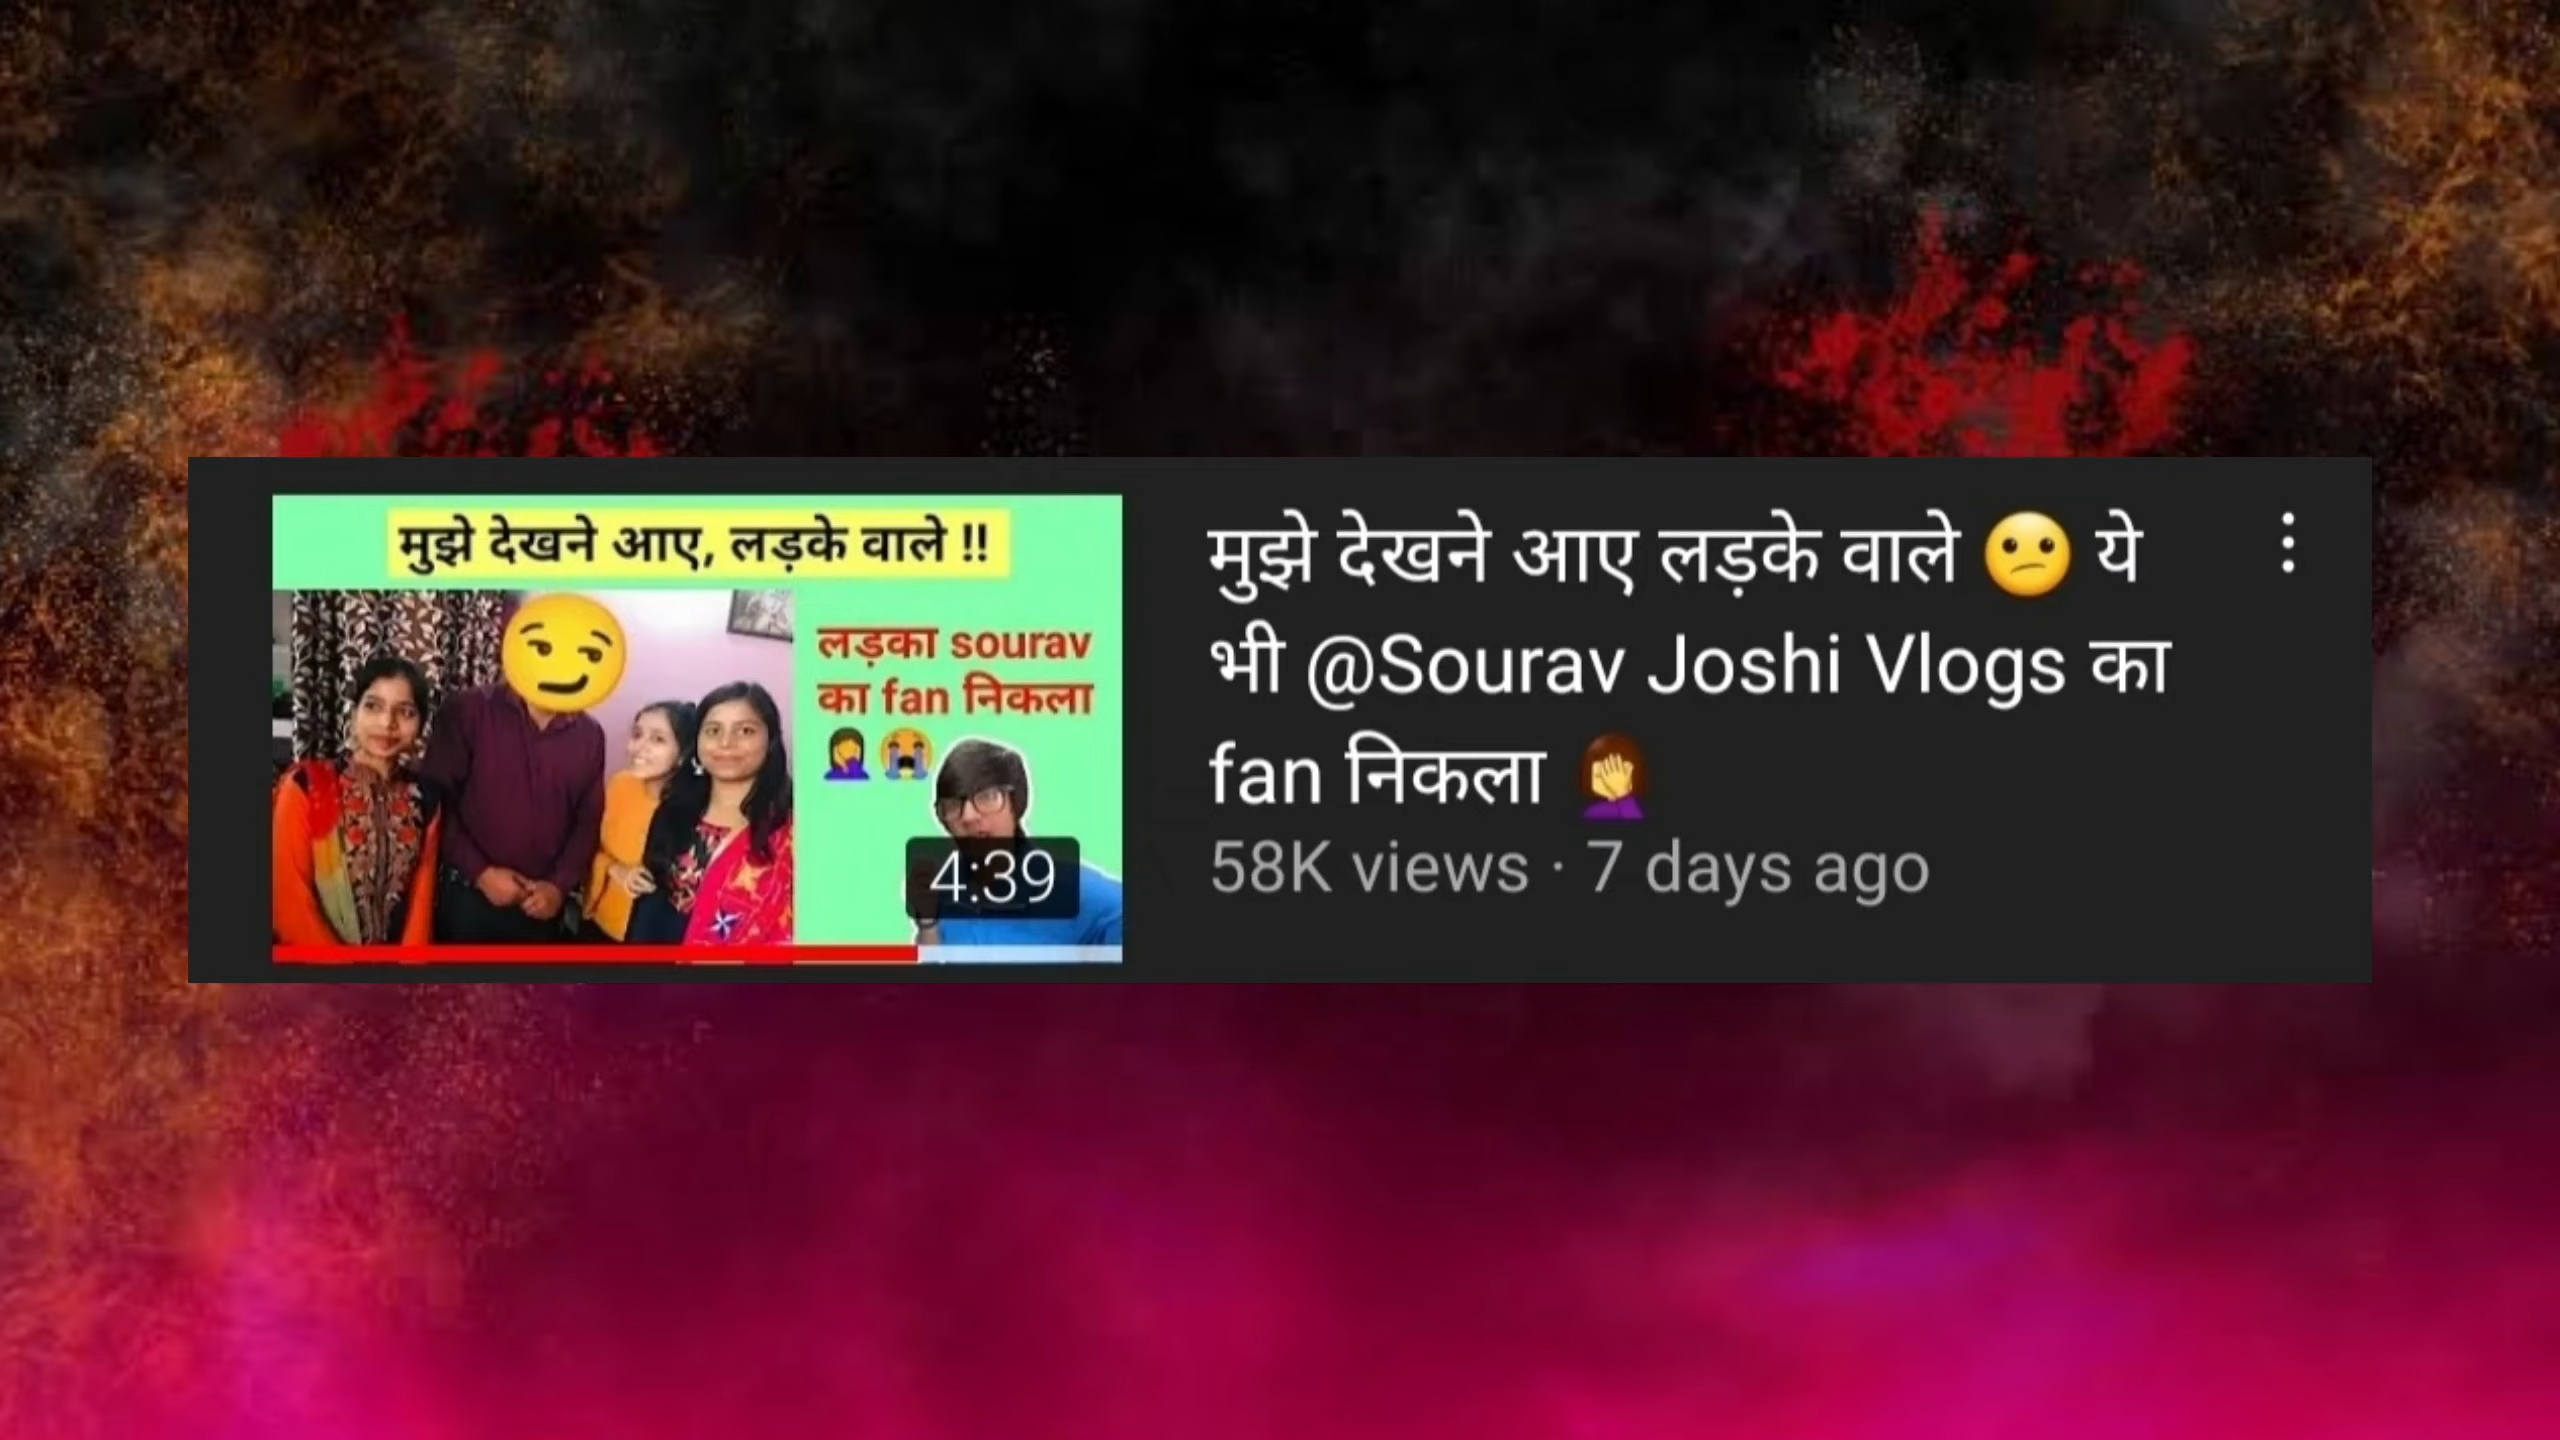 मुझे देखने आए, लड़के वाले !!
लड़का sourav
का fan निकला
🤦‍♀️😭
4:39
मुझे देखने आए लड़के वाले 😕 ये
भी @Sourav Joshi Vlogs का
fan निकला 🤦‍♀️
58K views · 7 days ago